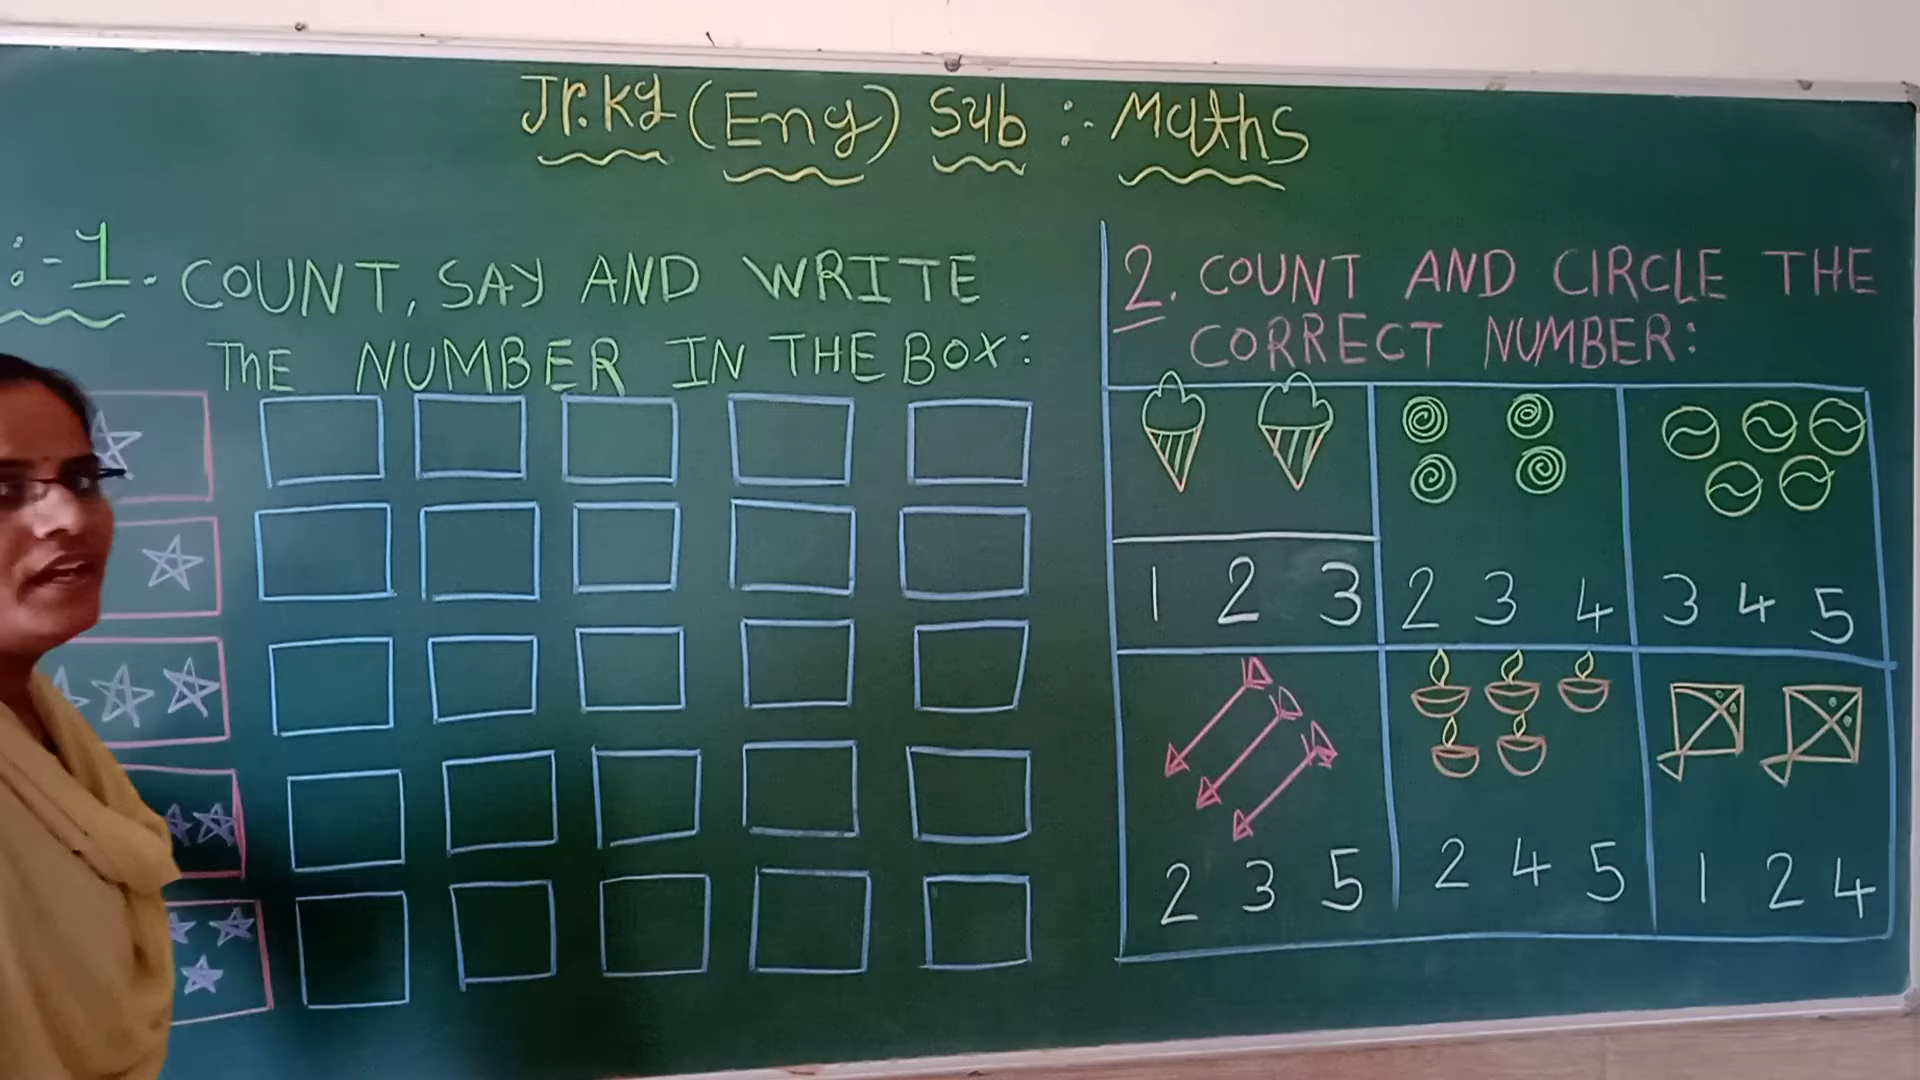 Jr.Kg (Eng) Sub :- Maths
:-1. COUNT, SAY AND WRITE
THE NUMBER IN THE BOX:
2. COUNT AND CIRCLE THE
CORRECT NUMBER:
1 2 3
2 3 4
3 4 5
2 3 5
2 4 5
1 2 4